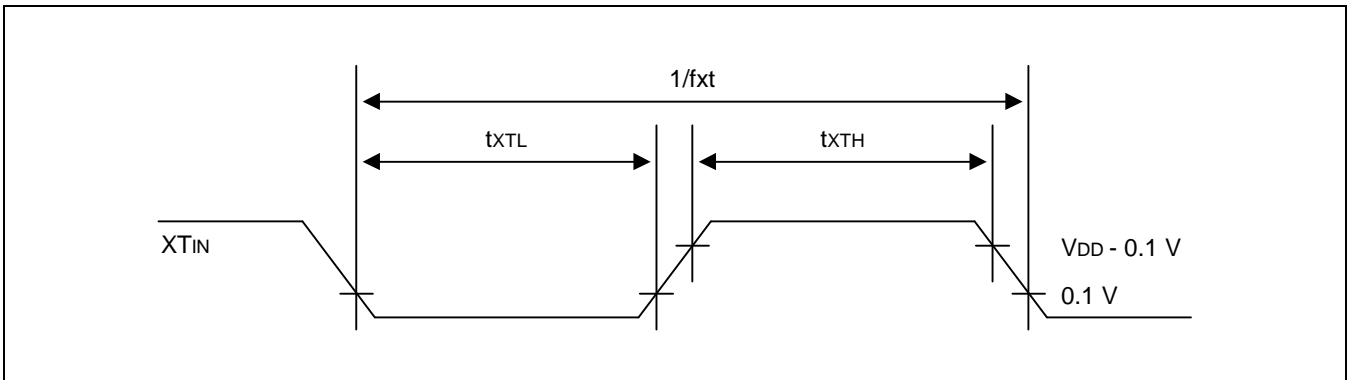 1/fxt
tXTL
tXTH
XTIN
VDD - 0.1 V
0.1 V